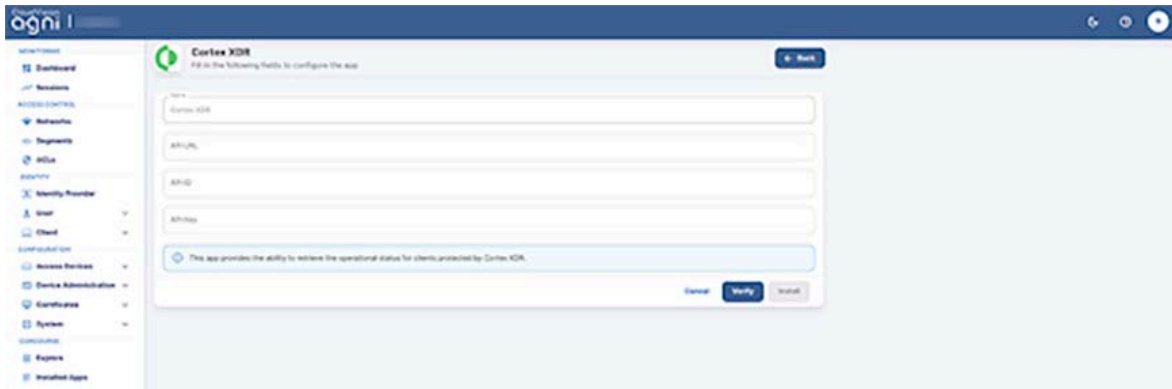 CloudVision
agni
MONITORING
Dashboard
Sessions
ACCESS CONTROL
Networks
Segments
ACLs
IDENTITY
Identity Provider
User
Client
CONFIGURATION
Access Devices
Device Administration
Certificates
System
CONCOURSE
Explore
Installed Apps
Cortex XDR
Fill in the following fields to configure the app
Back
Name
Cortex XDR
API URL
API ID
API Key
This app provides the ability to retrieve the operational status for clients protected by Cortex XDR.
Cancel
Verify
Install